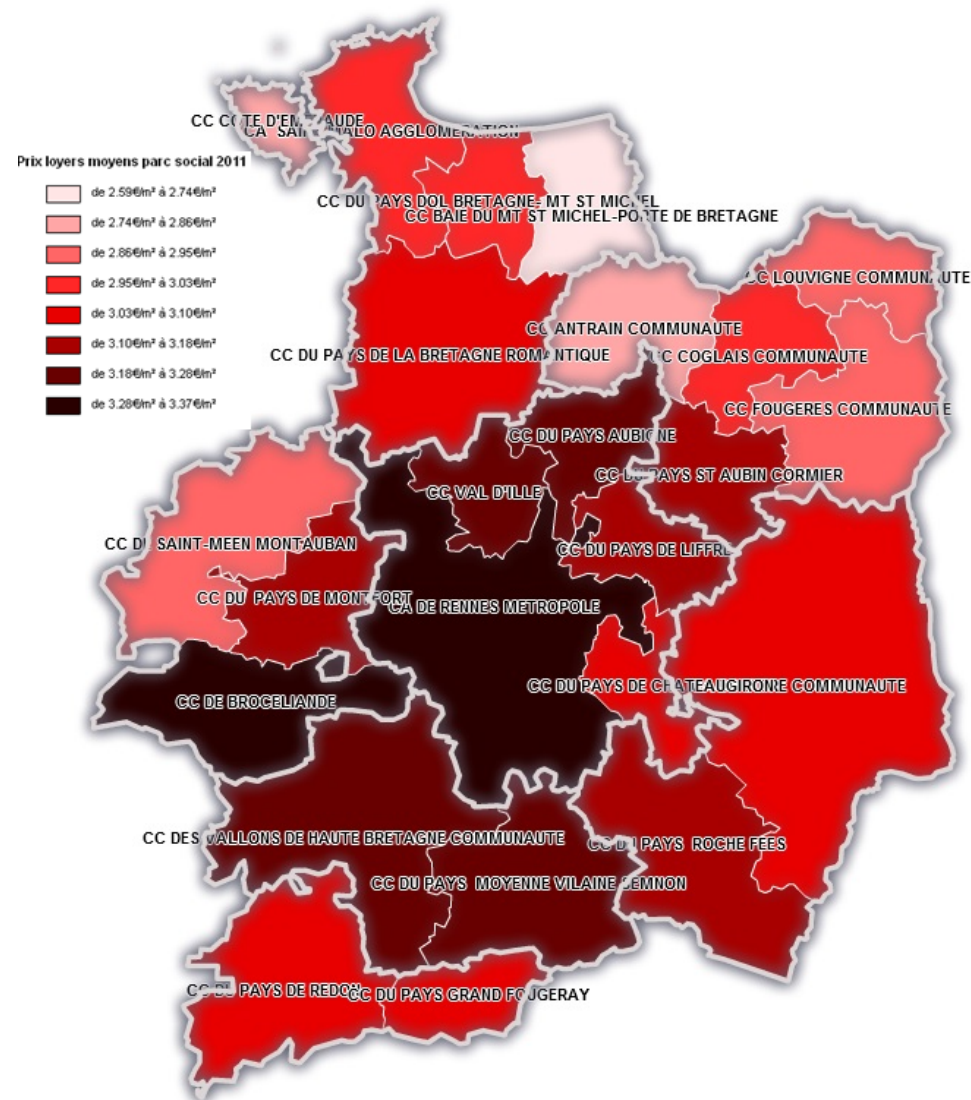 CC COTE D'EMERAUDE
CA SAINT-MALO AGGLOMERATION
Prix loyers moyens parc social 2011
de 2.59€/m² à 2.74€/m²
de 2.74€/m² à 2.86€/m²
de 2.86€/m² à 2.95€/m²
de 2.95€/m² à 3.03€/m²
de 3.03€/m² à 3.10€/m²
de 3.10€/m² à 3.18€/m²
de 3.18€/m² à 3.28€/m²
de 3.28€/m² à 3.37€/m²
CC DU PAYS DOL BRETAGNE- MT ST MICHEL
CC BAIE DU MT ST MICHEL-PORTE DE BRETAGNE
CC LOUVIGNE COMMUNAUTE
CC ANTRAIN COMMUNAUTE
CC DU PAYS DE LA BRETAGNE ROMANTIQUE
CC COGLAIS COMMUNAUTE
CC FOUGERES COMMUNAUTE
CC DU PAYS AUBIGNE
CC DU PAYS ST AUBIN CORMIER
CC VAL D'ILLE
CC DE SAINT-MEEN MONTAUBAN
CC DU PAYS DE LIFFRE
CC DU PAYS DE MONTFORT
CA DE RENNES METROPOLE
CC DU PAYS DE CHATEAUGIRON
E COMMUNAUTE
CC DE BROCELIANDE
CC DES VALLONS DE HAUTE BRETAGNE COMMUNAUTE
CC DU PAYS ROCHE FEES
CC DU PAYS MOYENNE VILAINE SEMNON
CC DU PAYS DE REDON
CC DU PAYS GRAND FOUGERAY